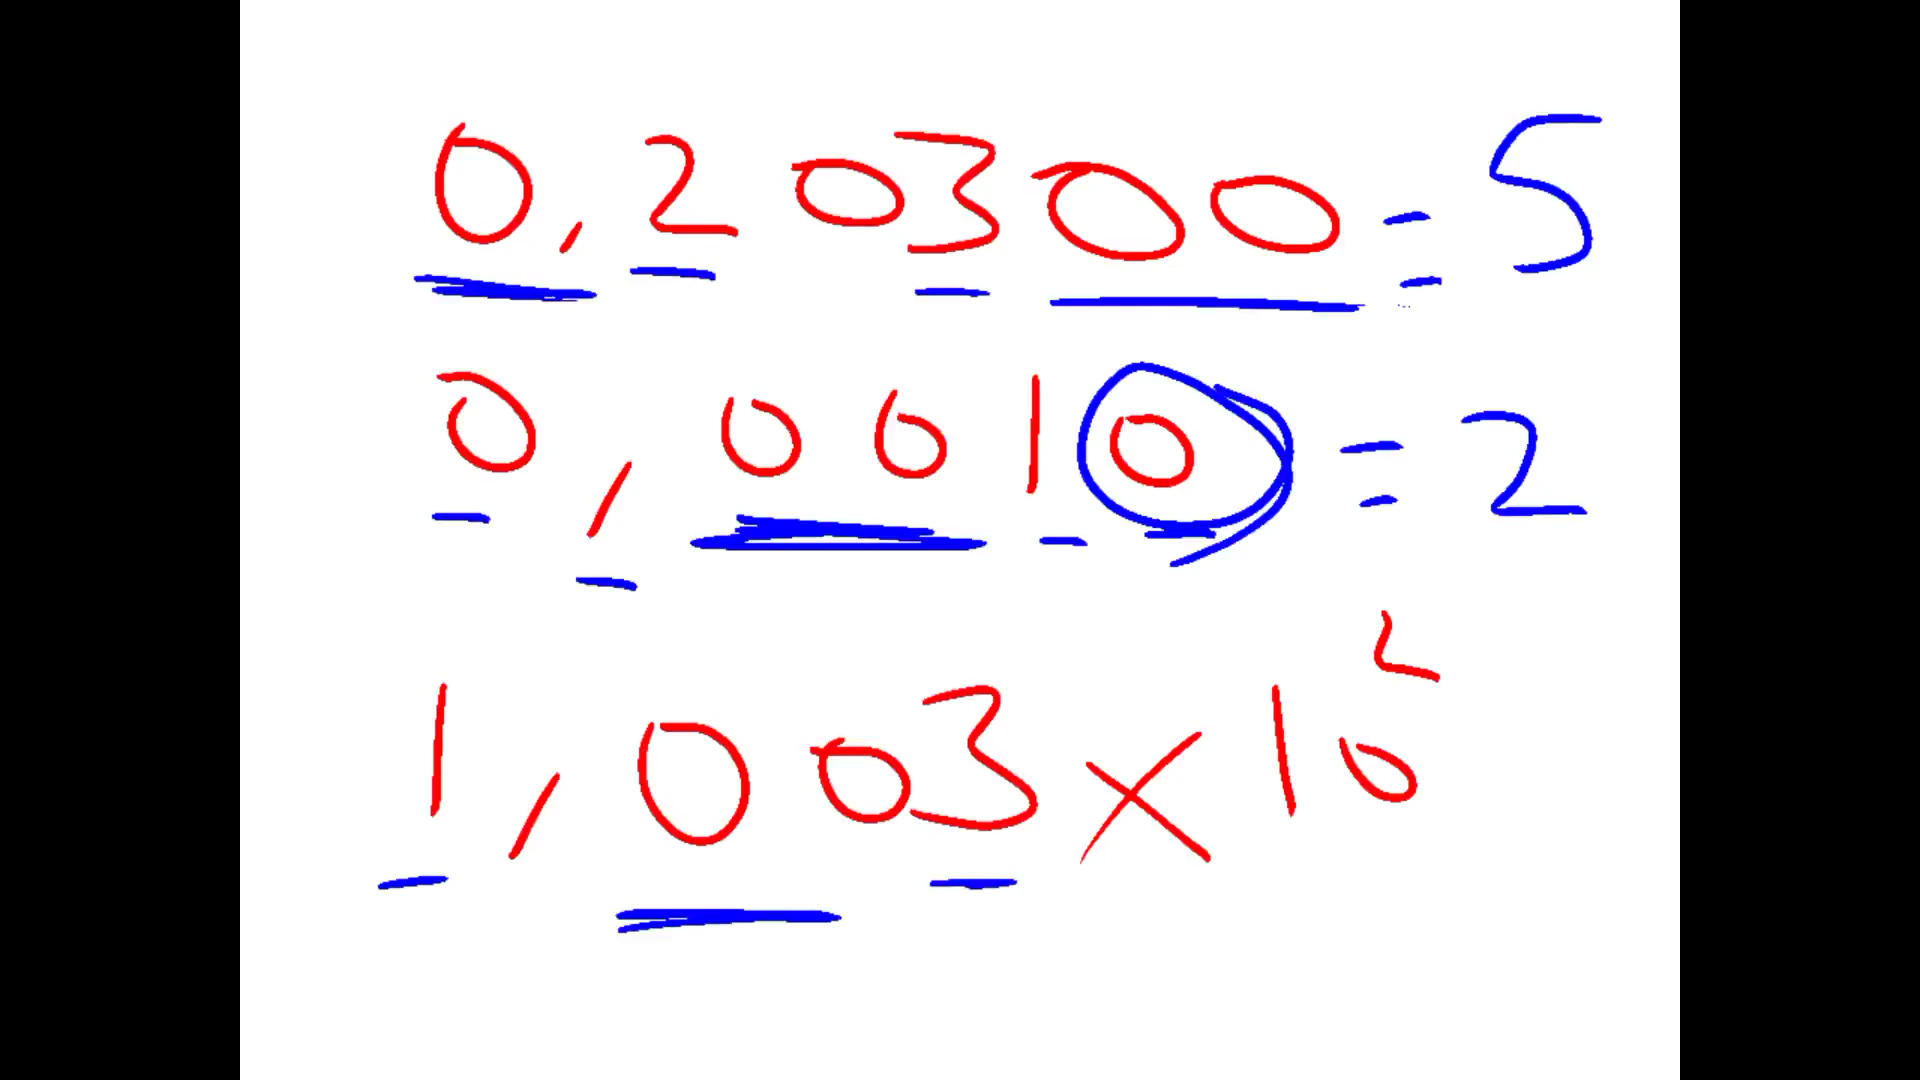 0,20300 = 5
0,0010 = 2
1,003 × 10²